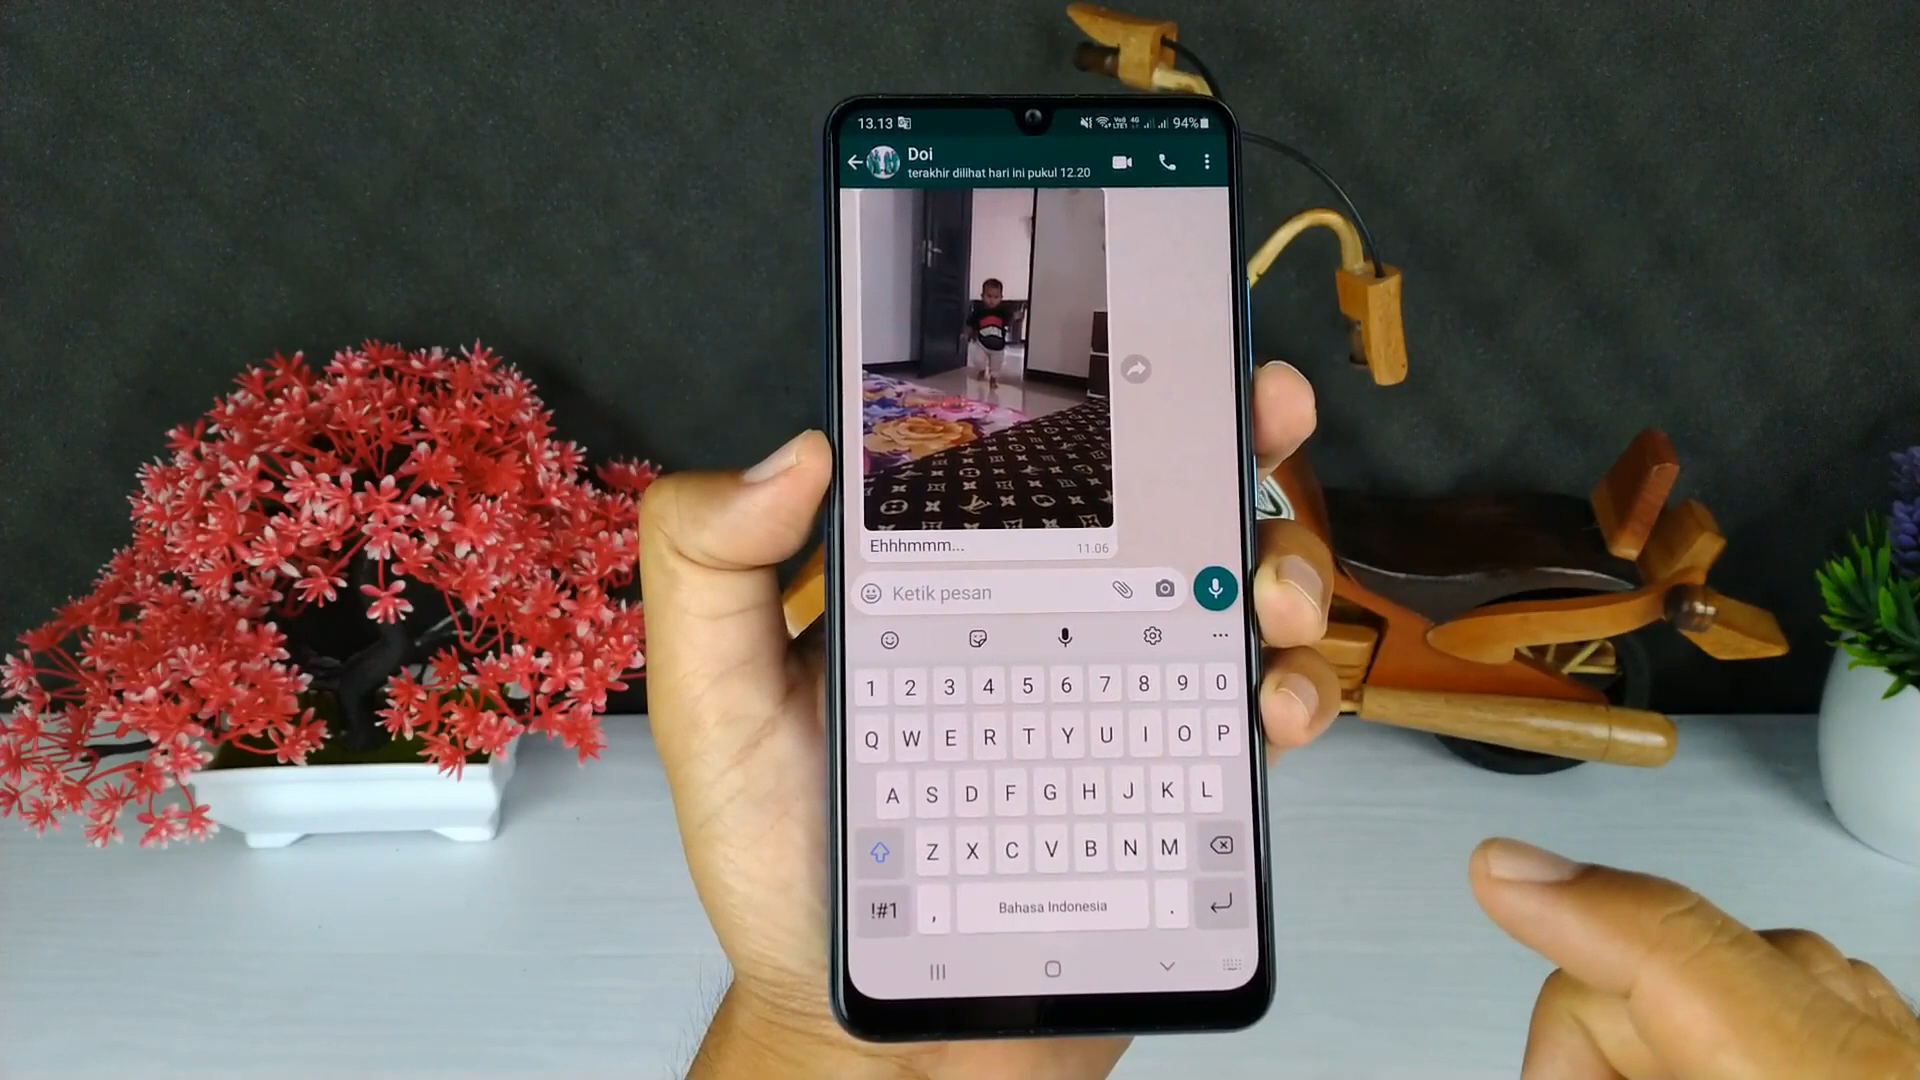 13.13
94%
Doi
terakhir dilihat hari ini pukul 12.20
Ehhhmmm...
11.06
Ketik pesan
1 2 3 4 5 6 7 8 9 0
Q W E R T Y U I O P
A S D F G H J K L
Z X C V B N M
!#1 , Bahasa Indonesia .